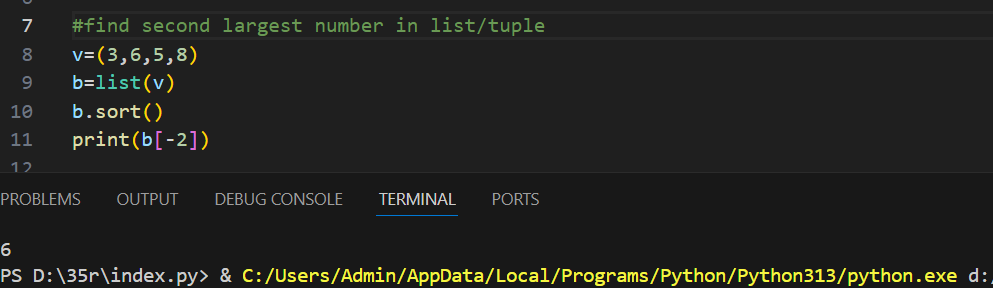 7 #find second largest number in list/tuple
8 v=(3,6,5,8)
9 b=list(v)
10 b.sort()
11 print(b[-2])
12
PROBLEMS OUTPUT DEBUG CONSOLE TERMINAL PORTS
6
PS D:\35r\index.py> & C:/Users/Admin/AppData/Local/Programs/Python/Python313/python.exe d:/